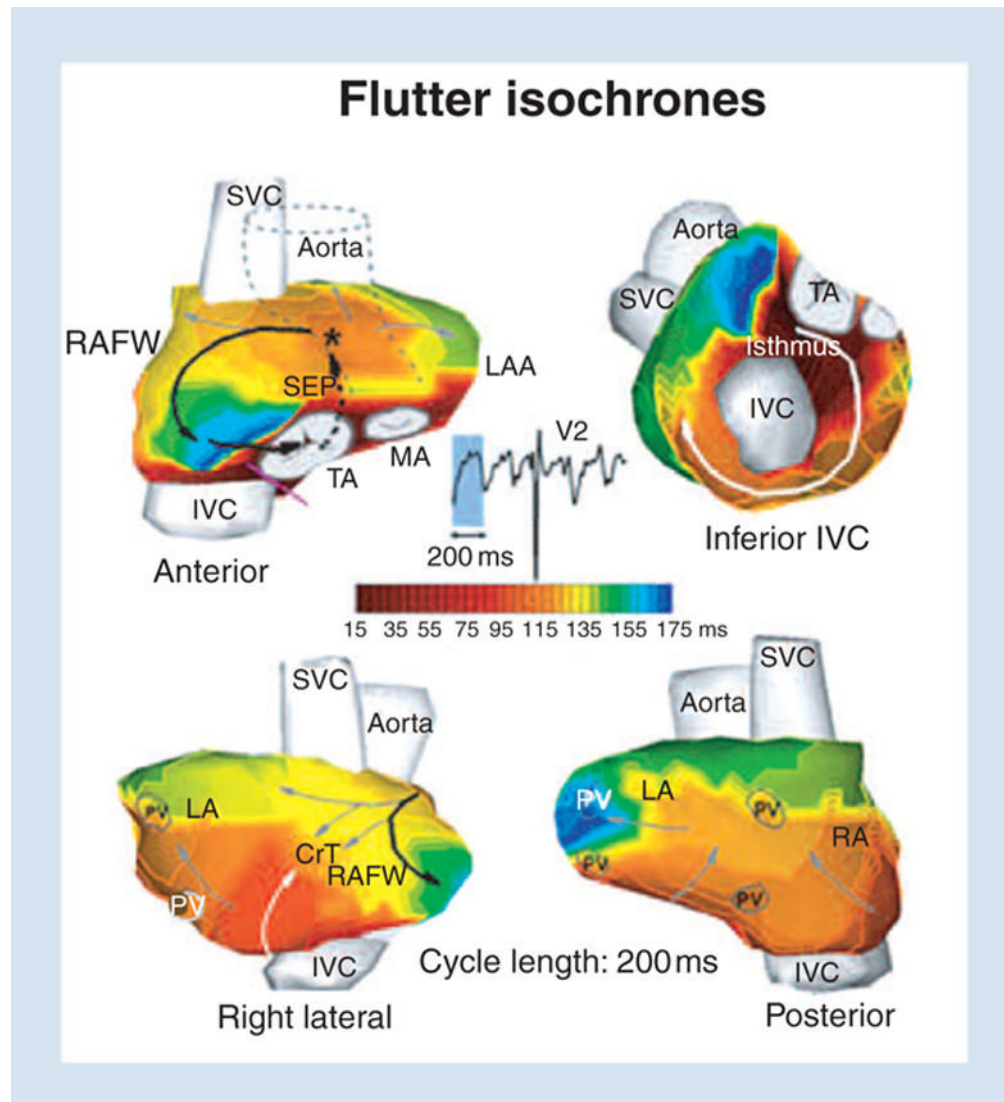 Flutter isochrones
SVC
Aorta
RAFW
*
SEP
LAA
TA
MA
IVC
Anterior
Aorta
SVC
TA
Isthmus
IVC
Inferior IVC
V2
200 ms
15 35 55 75 95 115 135 155 175 ms
SVC
Aorta
LA
PV
CrT
RAFW
PV
IVC
Right lateral
Cycle length: 200 ms
SVC
Aorta
PV
LA
PV
RA
PV
PV
IVC
Posterior